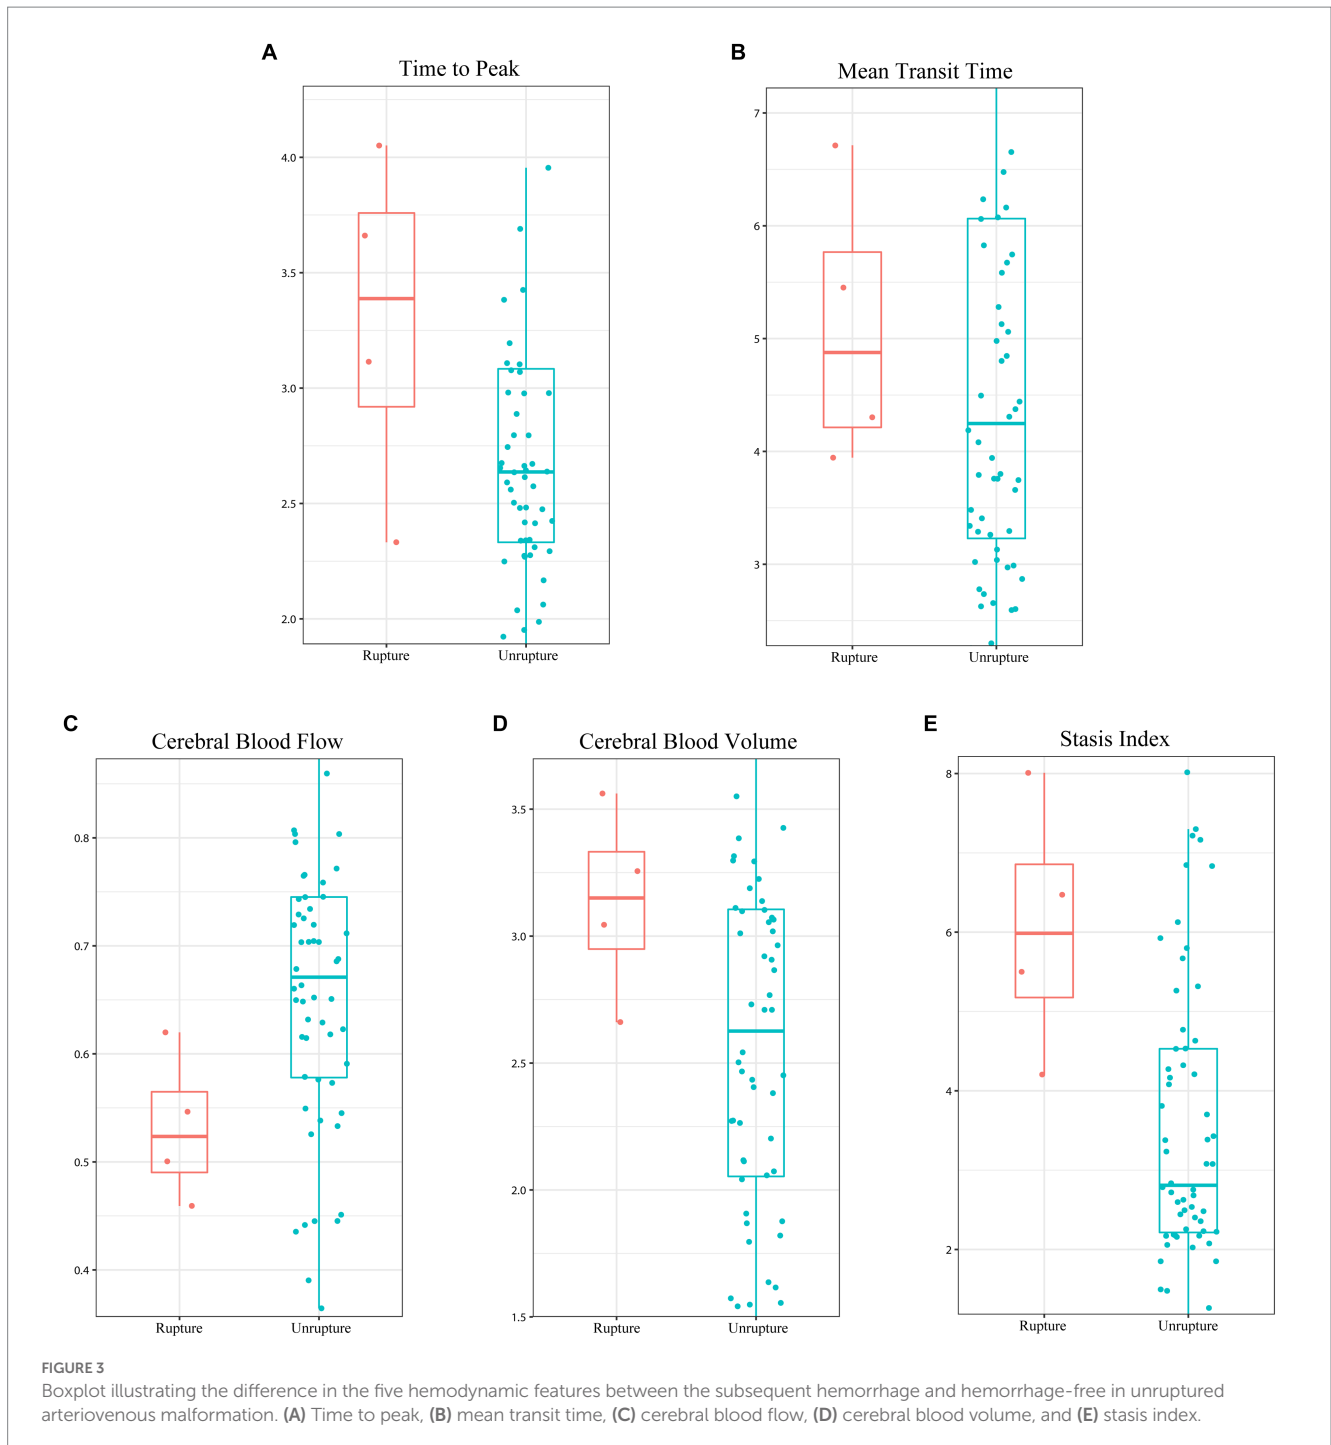 A
Time to Peak
4.0
3.5
3.0
2.5
2.0
Rupture
Unrupture
B
Mean Transit Time
7
6
5
4
3
Rupture
Unrupture
C
Cerebral Blood Flow
0.8
0.7
0.6
0.5
0.4
Rupture
Unrupture
D
Cerebral Blood Volume
3.5
3.0
2.5
2.0
1.5
Rupture
Unrupture
E
Stasis Index
8
6
4
2
Rupture
Unrupture
FIGURE 3
Boxplot illustrating the difference in the five hemodynamic features between the subsequent hemorrhage and hemorrhage-free in unruptured
arteriovenous malformation. (A) Time to peak, (B) mean transit time, (C) cerebral blood flow, (D) cerebral blood volume, and (E) stasis index.